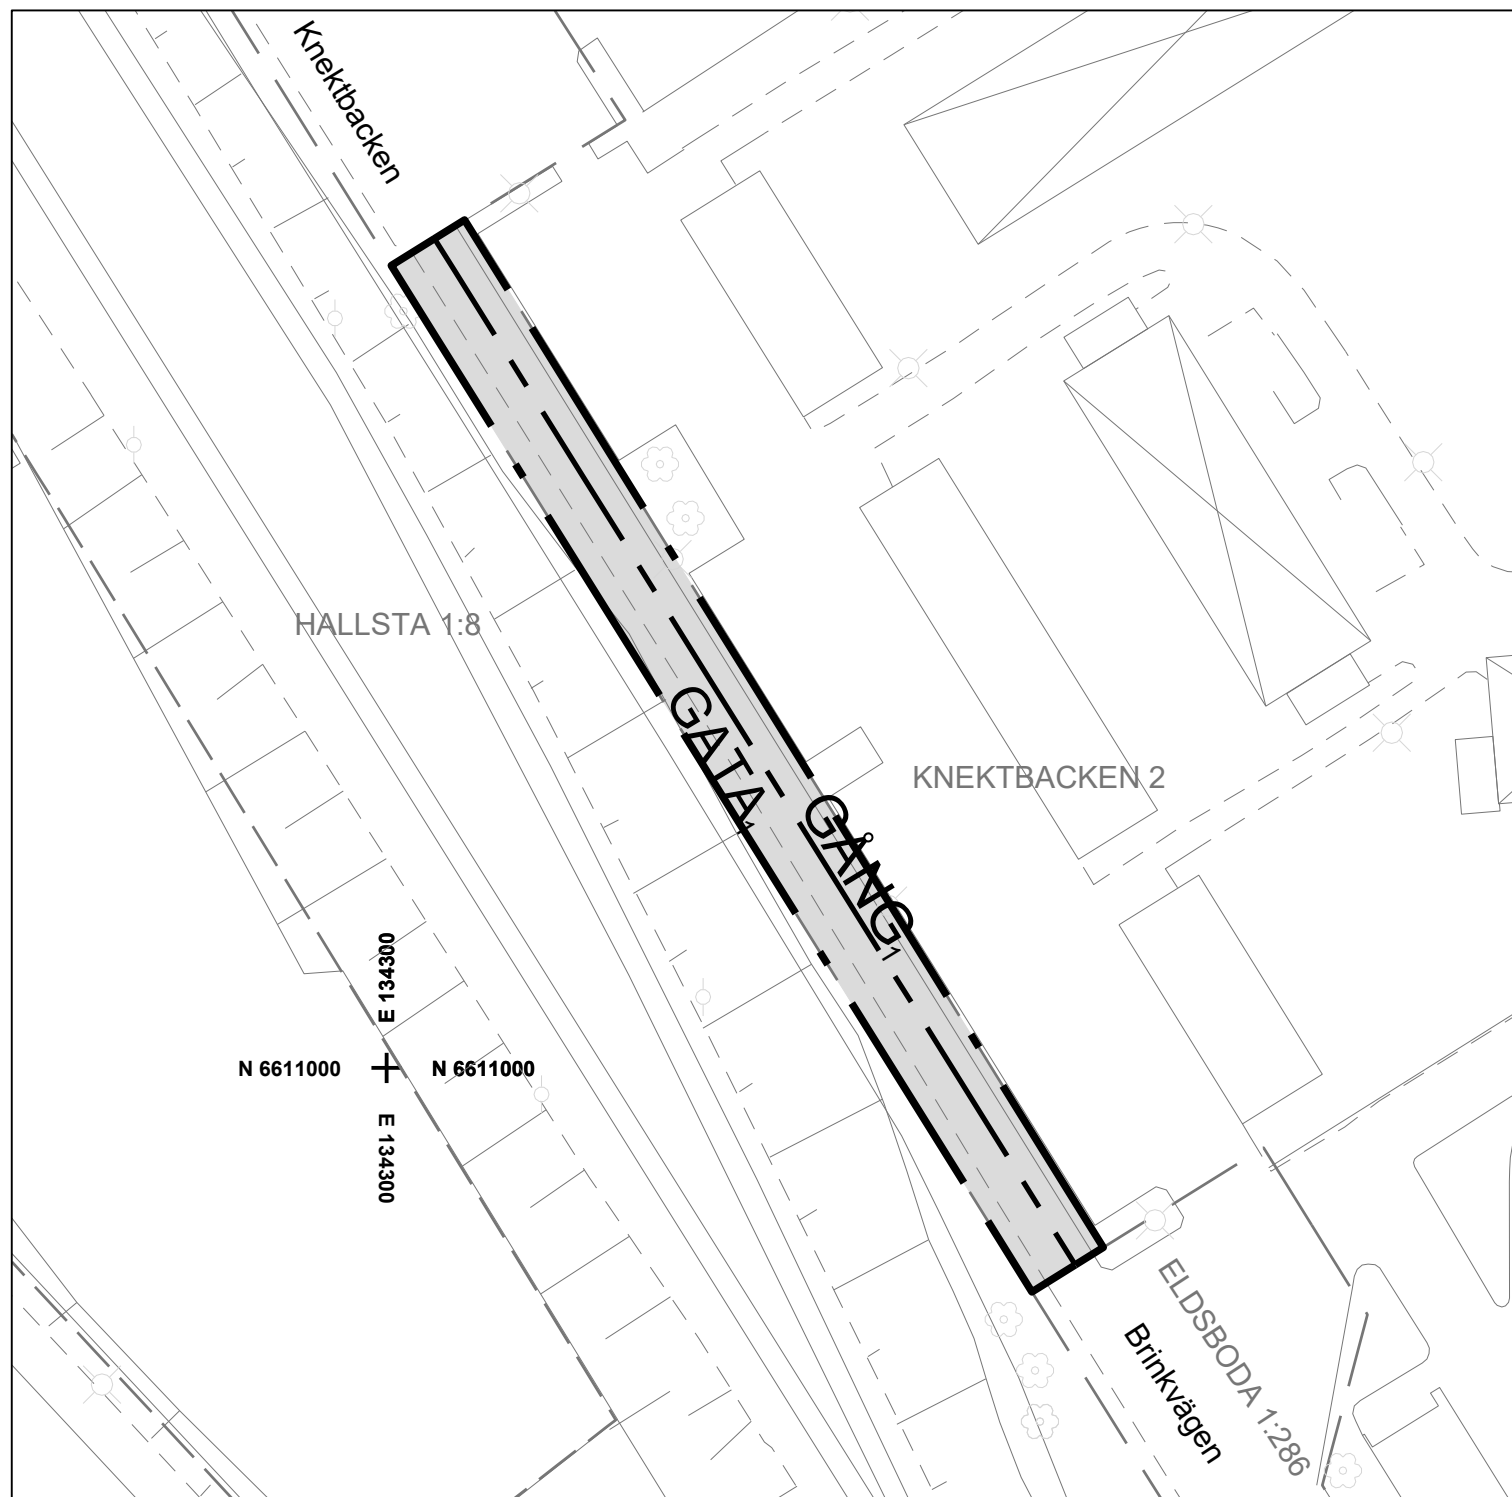 Knektbacken
HALLSTA 1:8
GATA1
KNEKTBACKEN 2
GÅNG1
E 134300
N 6611000
N 6611000
E 134300
ELDSBODA 1:286
Brinkvägen